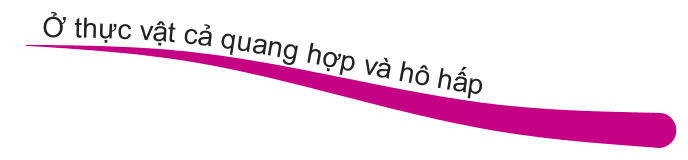 Ở thực vật cả quang hợp và hô hấp